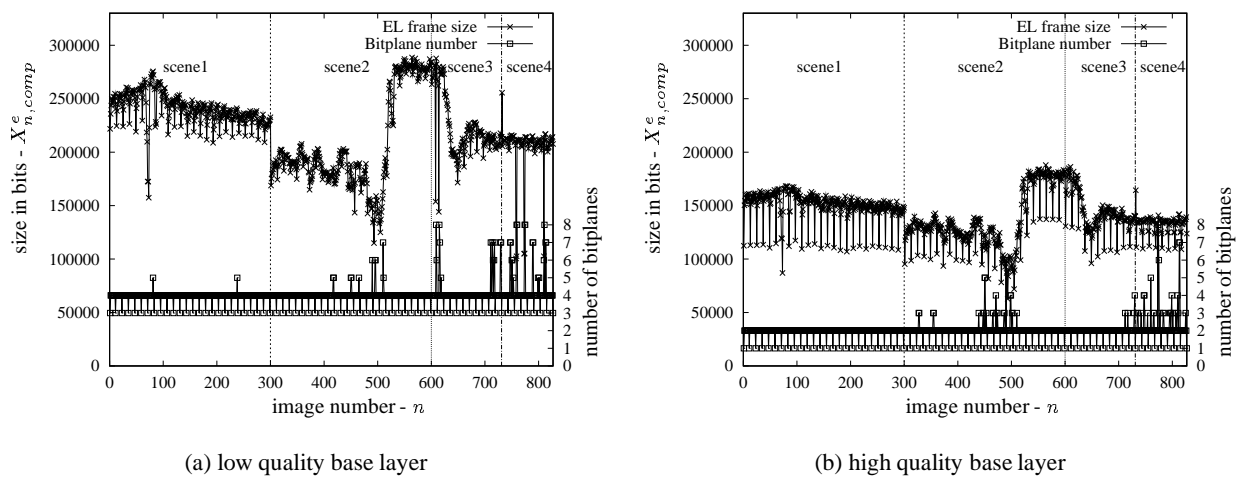 EL frame size
Bitplane number
scene1
scene2
scene3
scene4
300000
250000
200000
150000
100000
50000
0
size in bits - X^e_{n,comp}
8
7
6
5
4
3
2
1
0
number of bitplanes
0
100
200
300
400
500
600
700
800
image number - n
(a) low quality base layer
EL frame size
Bitplane number
scene1
scene2
scene3
scene4
300000
250000
200000
150000
100000
50000
0
size in bits - X^e_{n,comp}
8
7
6
5
4
3
2
1
0
number of bitplanes
0
100
200
300
400
500
600
700
800
image number - n
(b) high quality base layer